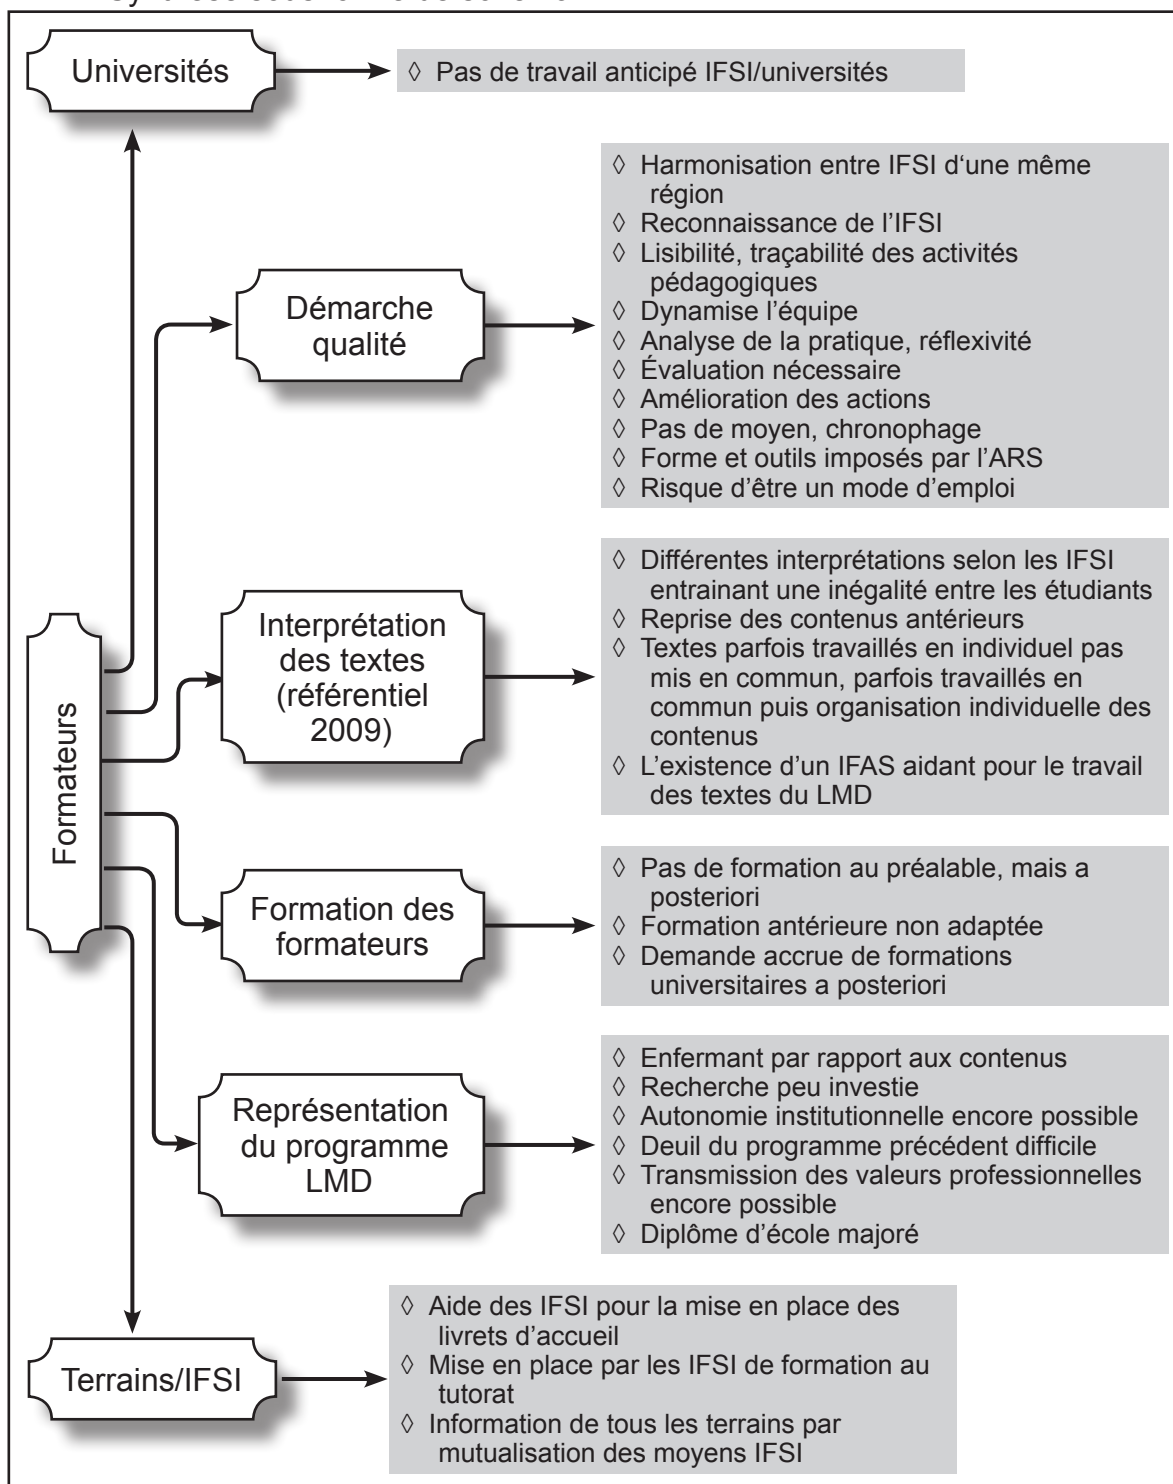 Universités
◊ Pas de travail anticipé IFSI/universités
Démarche
qualité
◊ Harmonisation entre IFSI d‘une même
région
◊ Reconnaissance de l’IFSI
◊ Lisibilité, traçabilité des activités
pédagogiques
◊ Dynamise l’équipe
◊ Analyse de la pratique, réflexivité
◊ Évaluation nécessaire
◊ Amélioration des actions
◊ Pas de moyen, chronophage
◊ Forme et outils imposés par l’ARS
◊ Risque d’être un mode d’emploi
Formateurs
Interprétation
des textes
(référentiel
2009)
◊ Différentes interprétations selon les IFSI
entrainant une inégalité entre les étudiants
◊ Reprise des contenus antérieurs
◊ Textes parfois travaillés en individuel pas
mis en commun, parfois travaillés en
commun puis organisation individuelle des
contenus
◊ L’existence d’un IFAS aidant pour le travail
des textes du LMD
Formation des
formateurs
◊ Pas de formation au préalable, mais a
posteriori
◊ Formation antérieure non adaptée
◊ Demande accrue de formations
universitaires a posteriori
Représentation
du programme
LMD
◊ Enfermant par rapport aux contenus
◊ Recherche peu investie
◊ Autonomie institutionnelle encore possible
◊ Deuil du programme précédent difficile
◊ Transmission des valeurs professionnelles
encore possible
◊ Diplôme d’école majoré
Terrains/IFSI
◊ Aide des IFSI pour la mise en place des
livrets d’accueil
◊ Mise en place par les IFSI de formation au
tutorat
◊ Information de tous les terrains par
mutualisation des moyens IFSI